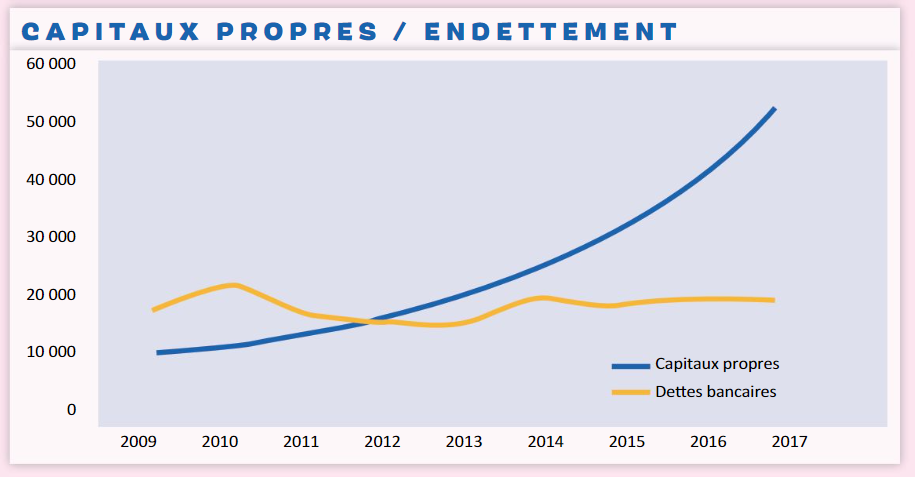 CAPITAUX PROPRES / ENDETTEMENT
60 000
50 000
40 000
30 000
20 000
10 000
0
Capitaux propres
Dettes bancaires
2009 2010 2011 2012 2013 2014 2015 2016 2017